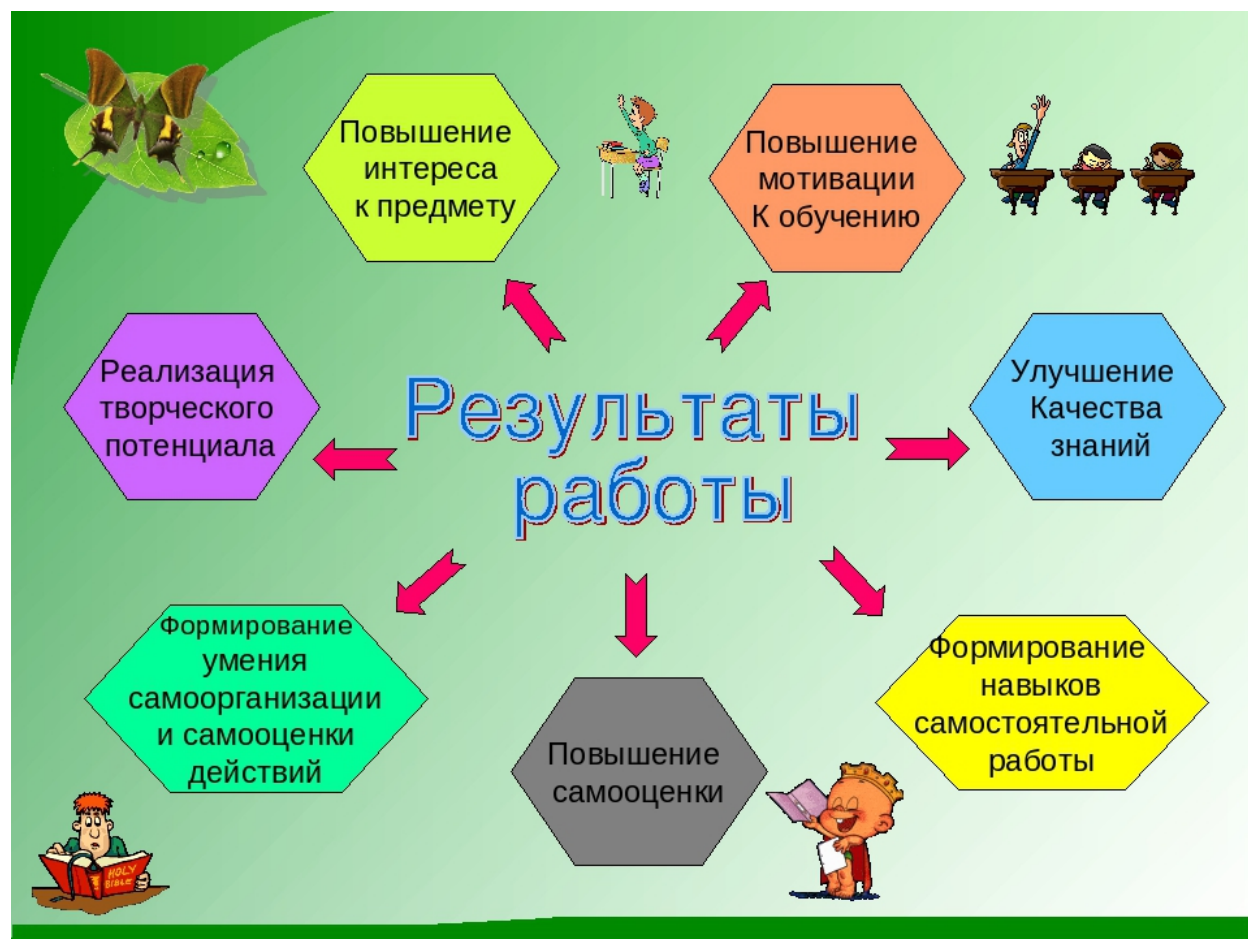 Повышение
интереса
к предмету
Повышение
мотивации
К обучению
Реализация
творческого
потенциала
Результаты
работы
Улучшение
Качества
знаний
Формирование
умения
самоорганизации
и самооценки
действий
Повышение
самооценки
Формирование
навыков
самостоятельной
работы
HOLY
BIBLE